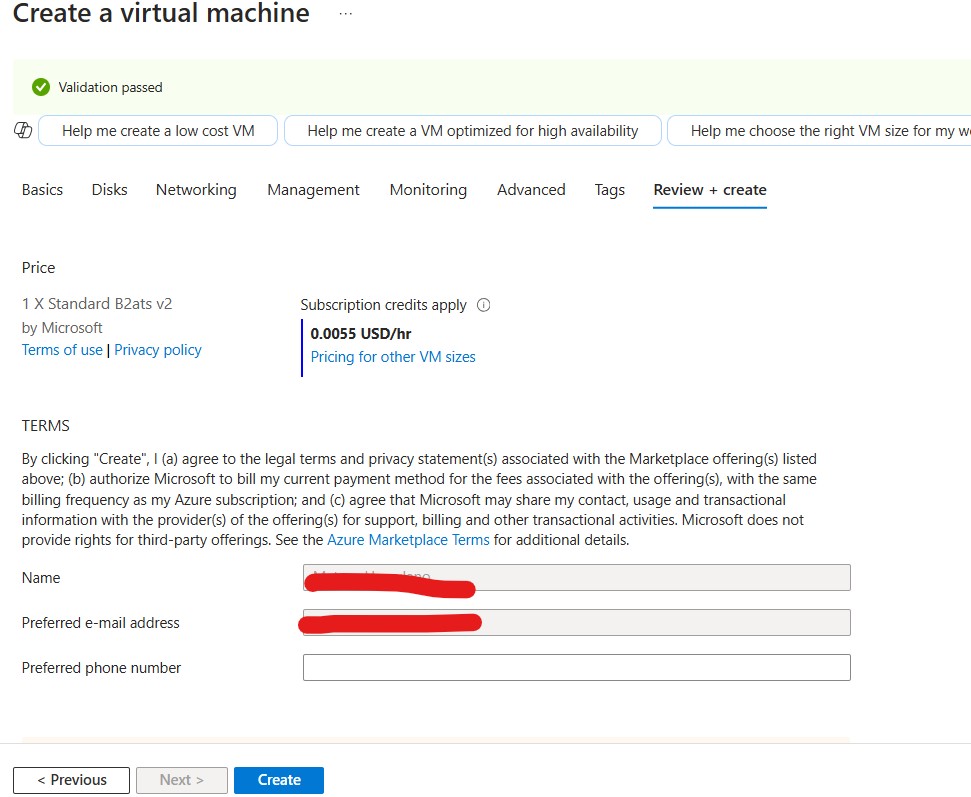 Create a virtual machine ...
Validation passed
Help me create a low cost VM
Help me create a VM optimized for high availability
Help me choose the right VM size for my
Basics Disks Networking Management Monitoring Advanced Tags Review + create
Price
1 X Standard B2ats v2
by Microsoft
Terms of use | Privacy policy
Subscription credits apply
0.0055 USD/hr
Pricing for other VM sizes
TERMS
By clicking "Create", I (a) agree to the legal terms and privacy statement(s) associated with the Marketplace offering(s) listed
above; (b) authorize Microsoft to bill my current payment method for the fees associated with the offering(s), with the same
billing frequency as my Azure subscription; and (c) agree that Microsoft may share my contact, usage and transactional
information with the provider(s) of the offering(s) for support, billing and other transactional activities. Microsoft does not
provide rights for third-party offerings. See the Azure Marketplace Terms for additional details.
Name
Preferred e-mail address
Preferred phone number
< Previous
Next >
Create